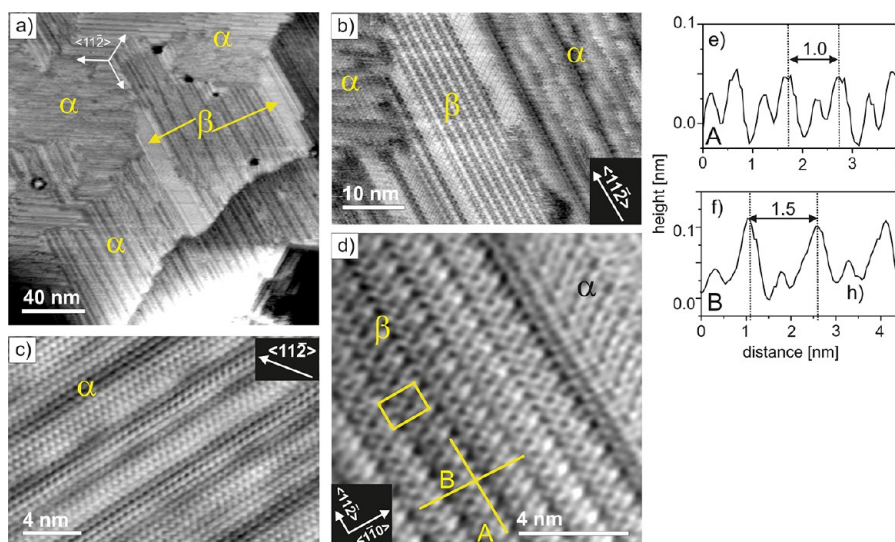 a)
<112̄>
α
α
β
α
40 nm
b)
α
β
α
10 nm
<112̄>
c)
α
<112̄>
4 nm
d)
α
β
B
A
<112̄>
<11̄0>
4 nm
e)
0.1
1.0
0.0
A
0 1 2 3
height [nm]
f)
1.5
0.1
h)
0.0
B
0 1 2 3 4
distance [nm]